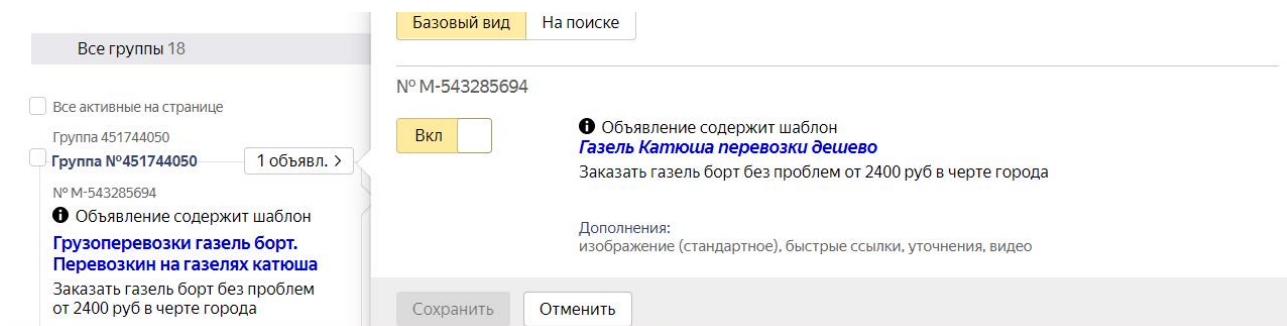 Все группы 18
Все активные на странице
Группа 451744050
Группа №451744050
1 объявл. >
№ M-543285694
Объявление содержит шаблон
Грузоперевозки газель борт.
Перевозкин на газелях катюша
Заказать газель борт без проблем
от 2400 руб в черте города
Базовый вид На поиске
№ M-543285694
Вкл
Объявление содержит шаблон
Газель Катюша перевозки дешево
Заказать газель борт без проблем от 2400 руб в черте города
Дополнения:
изображение (стандартное), быстрые ссылки, уточнения, видео
Сохранить Отменить